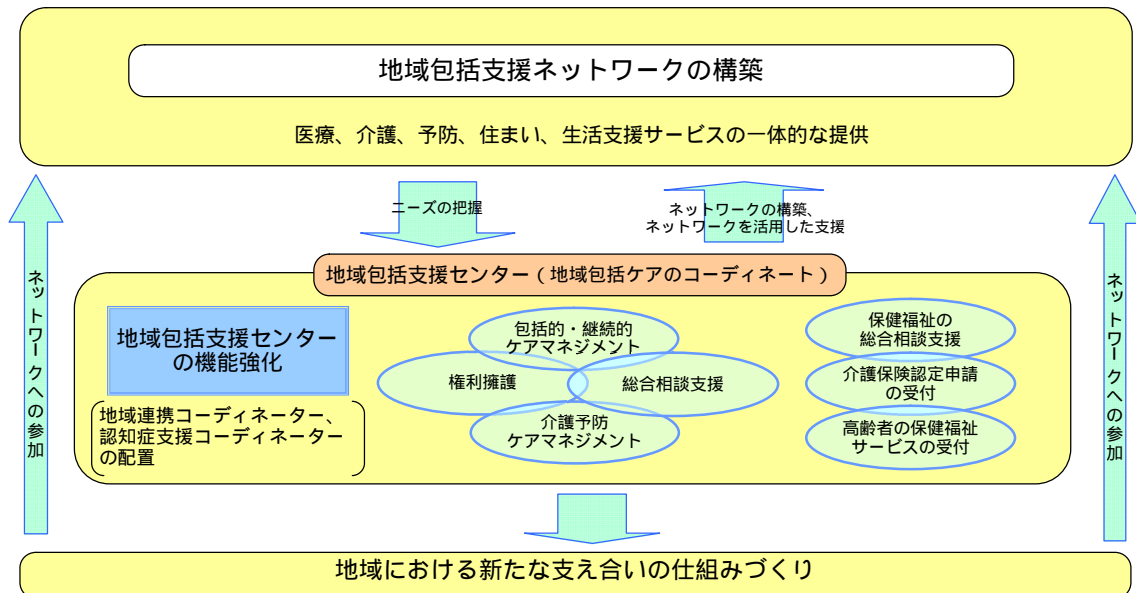 地域包括支援ネットワークの構築
医療、介護、予防、住まい、生活支援サービスの一体的な提供
ニーズの把握
ネットワークの構築、
ネットワークを活用した支援
ネットワークへの参加
地域包括支援センター(地域包括ケアのコーディネート)
地域包括支援センター
の機能強化
地域連携コーディネーター、
認知症支援コーディネーター
の配置
包括的・継続的
ケアマネジメント
権利擁護
総合相談支援
介護予防
ケアマネジメント
保健福祉の
総合相談支援
介護保険認定申請
の受付
高齢者の保健福祉
サービスの受付
ネットワークへの参加
地域における新たな支え合いの仕組みづくり